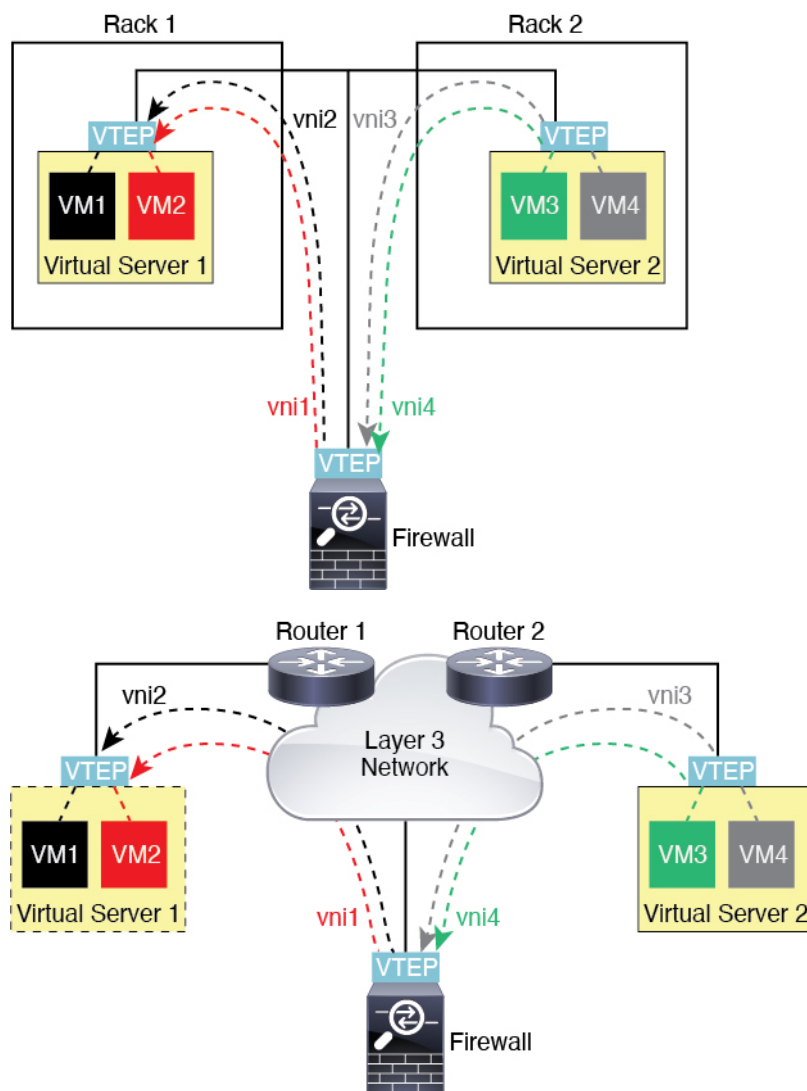 Rack 1
Rack 2
vni2
vni3
VTEP
VTEP
VM1
VM2
VM3
VM4
Virtual Server 1
Virtual Server 2
vni1
vni4
VTEP
Firewall
Router 1
Router 2
vni2
vni3
Layer 3
Network
VTEP
VTEP
VM1
VM2
VM3
VM4
Virtual Server 1
Virtual Server 2
vni1
vni4
VTEP
Firewall